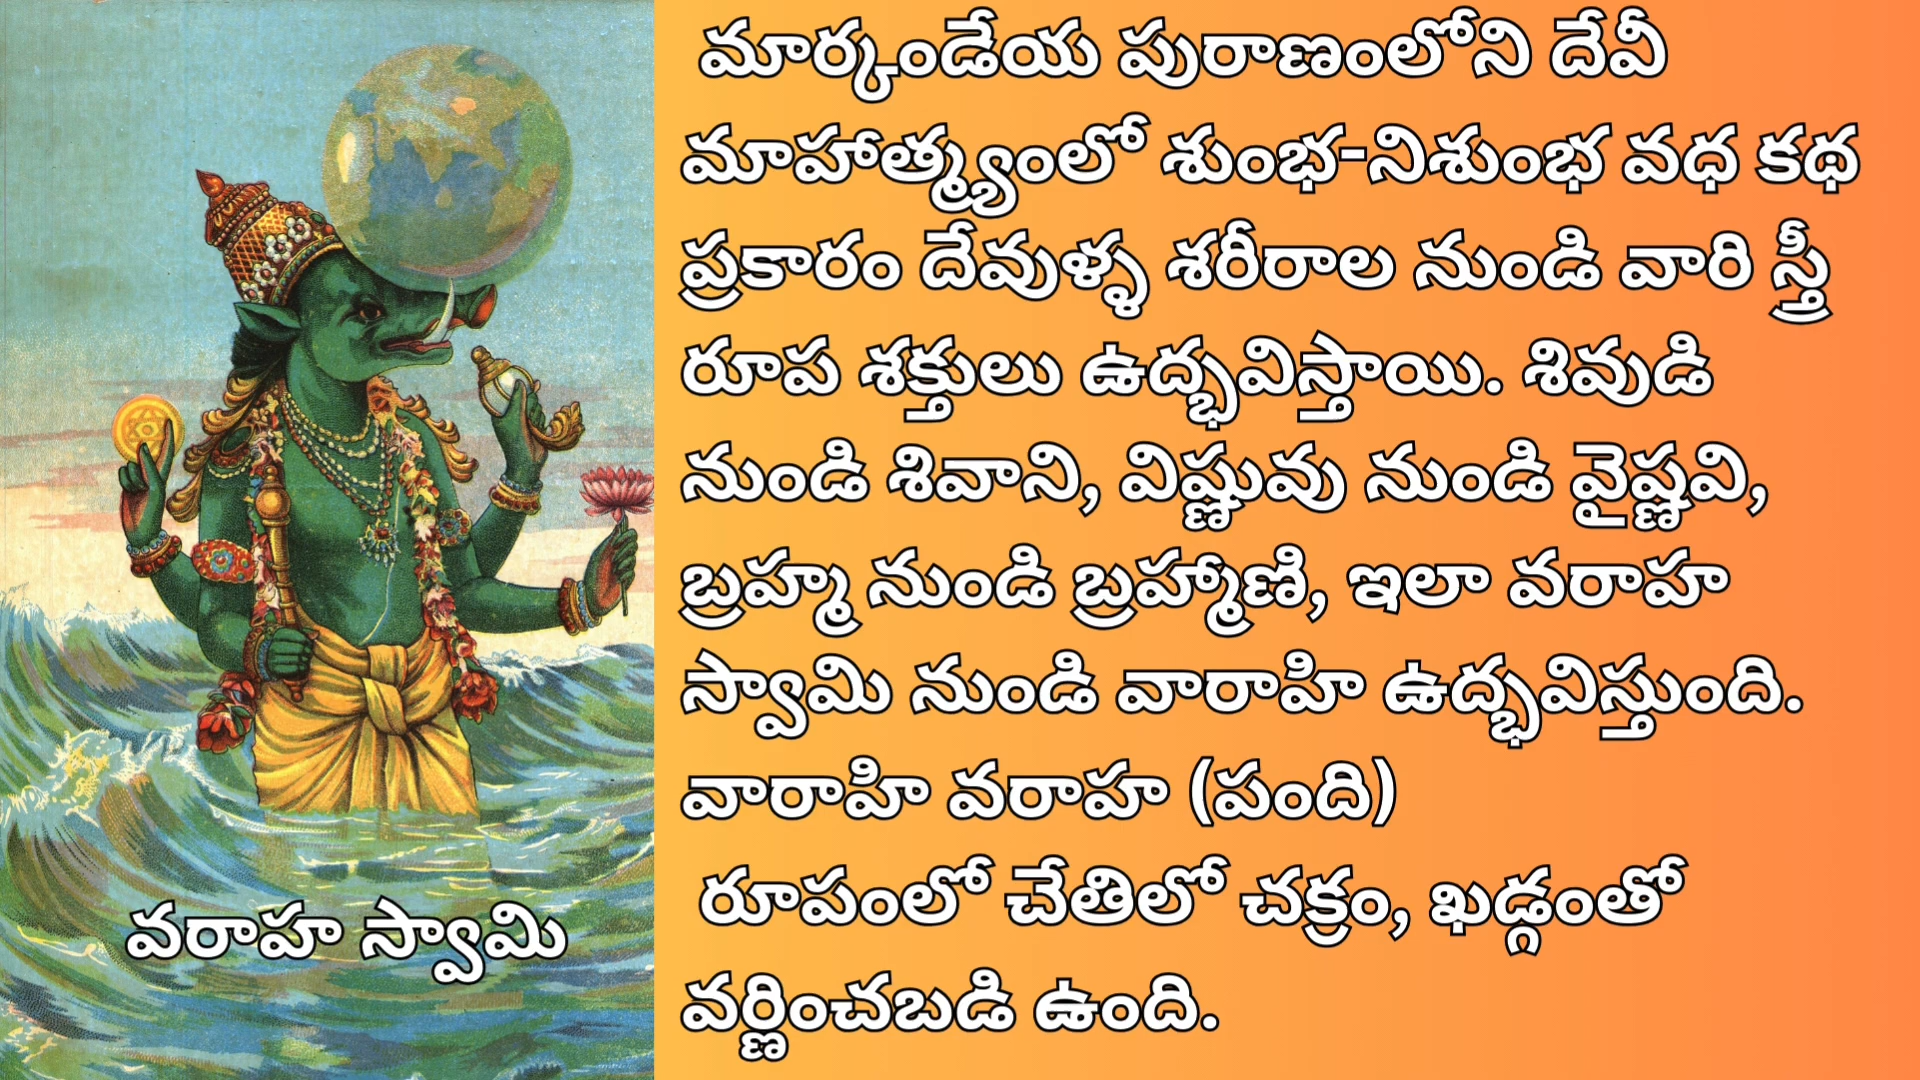 మార్కండేయ పురాణంలోని దేవీ
మాహాత్మ్యంలో శుంభ-నిశుంభ వధ కథ
ప్రకారం దేవుళ్ళ శరీరాల నుండి వారి స్త్రీ
రూప శక్తులు ఉద్భవిస్తాయి. శివుడి
నుండి శివాని, విష్ణువు నుండి వైష్ణవి,
బ్రహ్మ నుండి బ్రహ్మాణి, ఇలా వరాహ
స్వామి నుండి వారాహి ఉద్భవిస్తుంది.
వారాహి వరాహ (పంది)
రూపంలో చేతిలో చక్రం, ఖడ్గంతో
వర్ణించబడి ఉంది.
వరాహ స్వామి